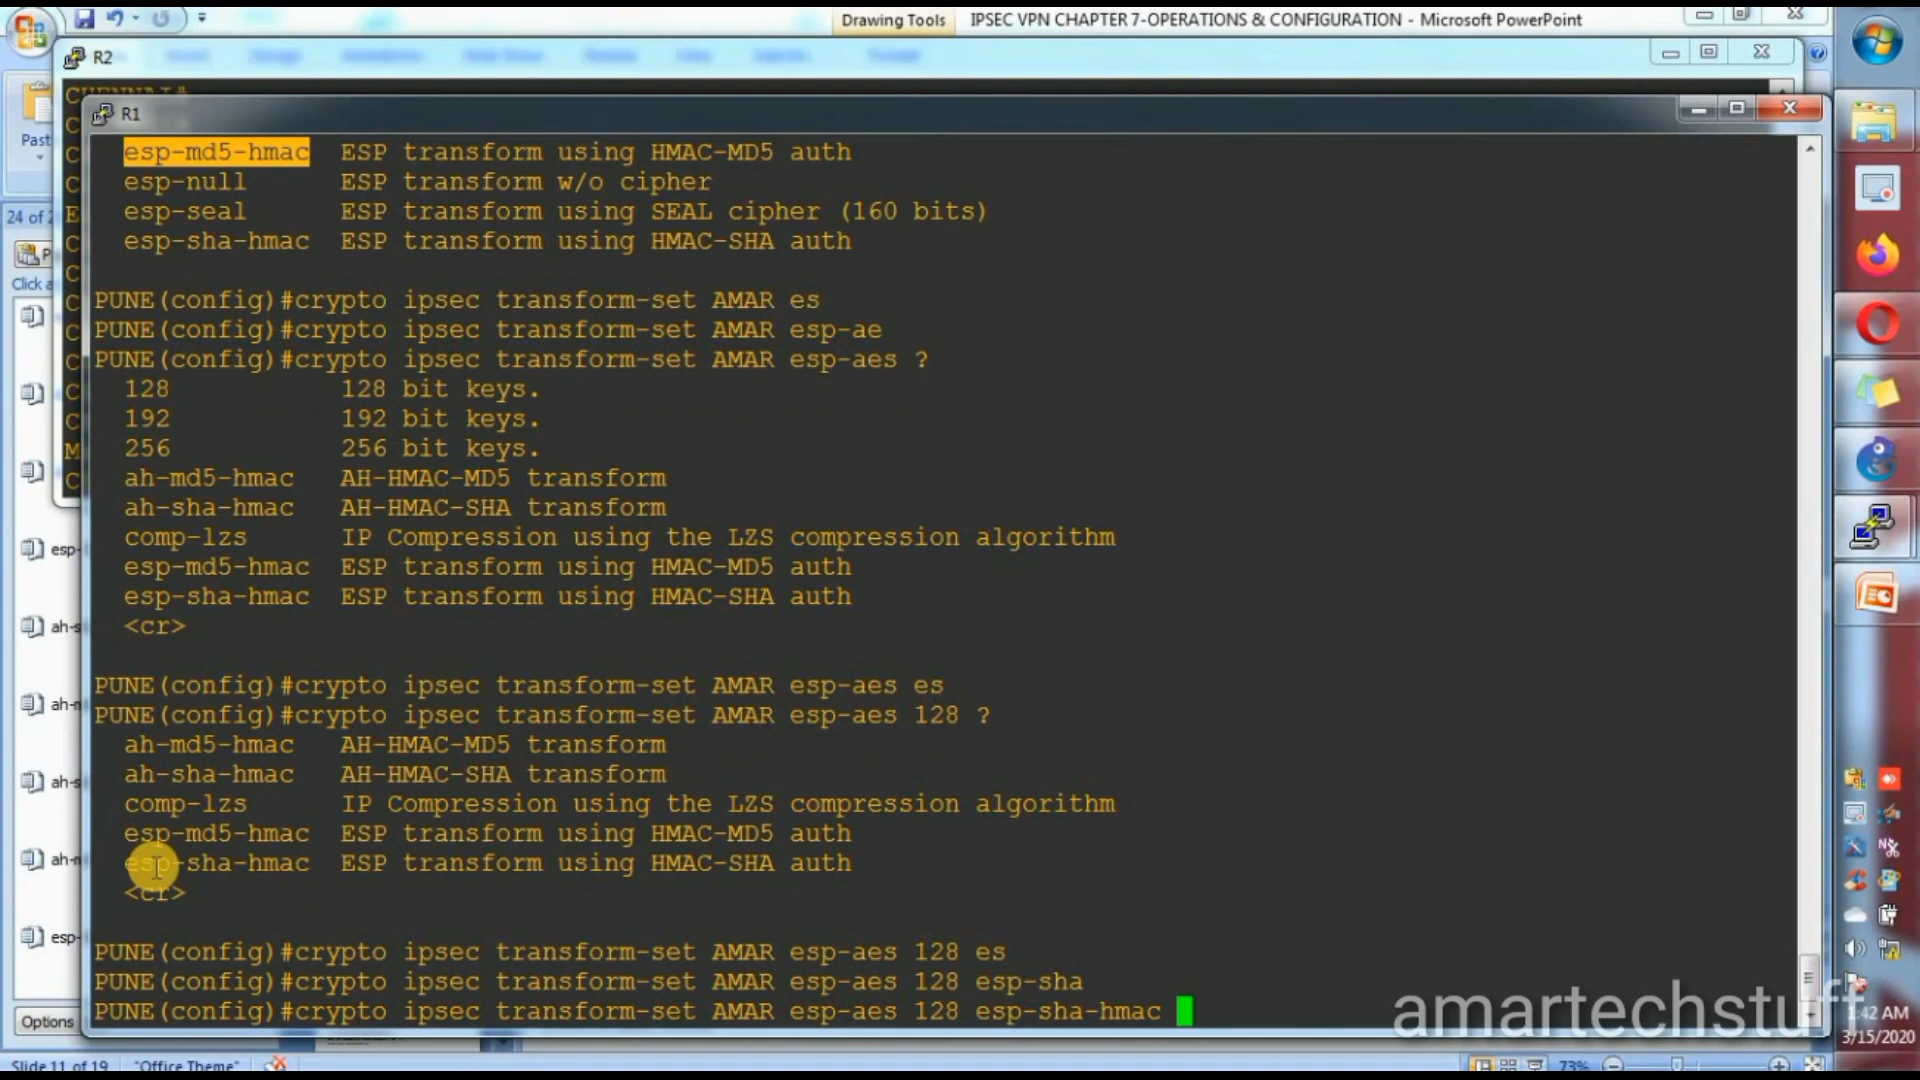 Drawing Tools
IPSEC VPN CHAPTER 7-OPERATIONS & CONFIGURATION - Microsoft PowerPoint
R2
R1
Past
24 of
Click a
esp-md5-hmac ESP transform using HMAC-MD5 auth
esp-null ESP transform w/o cipher
esp-seal ESP transform using SEAL cipher (160 bits)
esp-sha-hmac ESP transform using HMAC-SHA auth
PUNE(config)#crypto ipsec transform-set AMAR es
PUNE(config)#crypto ipsec transform-set AMAR esp-ae
PUNE(config)#crypto ipsec transform-set AMAR esp-aes ?
128 128 bit keys.
192 192 bit keys.
256 256 bit keys.
ah-md5-hmac AH-HMAC-MD5 transform
ah-sha-hmac AH-HMAC-SHA transform
comp-lzs IP Compression using the LZS compression algorithm
esp-md5-hmac ESP transform using HMAC-MD5 auth
esp-sha-hmac ESP transform using HMAC-SHA auth
<cr>
PUNE(config)#crypto ipsec transform-set AMAR esp-aes es
PUNE(config)#crypto ipsec transform-set AMAR esp-aes 128 ?
ah-md5-hmac AH-HMAC-MD5 transform
ah-sha-hmac AH-HMAC-SHA transform
comp-lzs IP Compression using the LZS compression algorithm
esp-md5-hmac ESP transform using HMAC-MD5 auth
esp-sha-hmac ESP transform using HMAC-SHA auth
<cr>
PUNE(config)#crypto ipsec transform-set AMAR esp-aes 128 es
PUNE(config)#crypto ipsec transform-set AMAR esp-aes 128 esp-sha
PUNE(config)#crypto ipsec transform-set AMAR esp-aes 128 esp-sha-hmac
esp-
ah-s
ah-s
esp-
Options
amartechstuff
1:42 AM
3/15/2020
Slide 11 of 19
"Office Theme"
73%